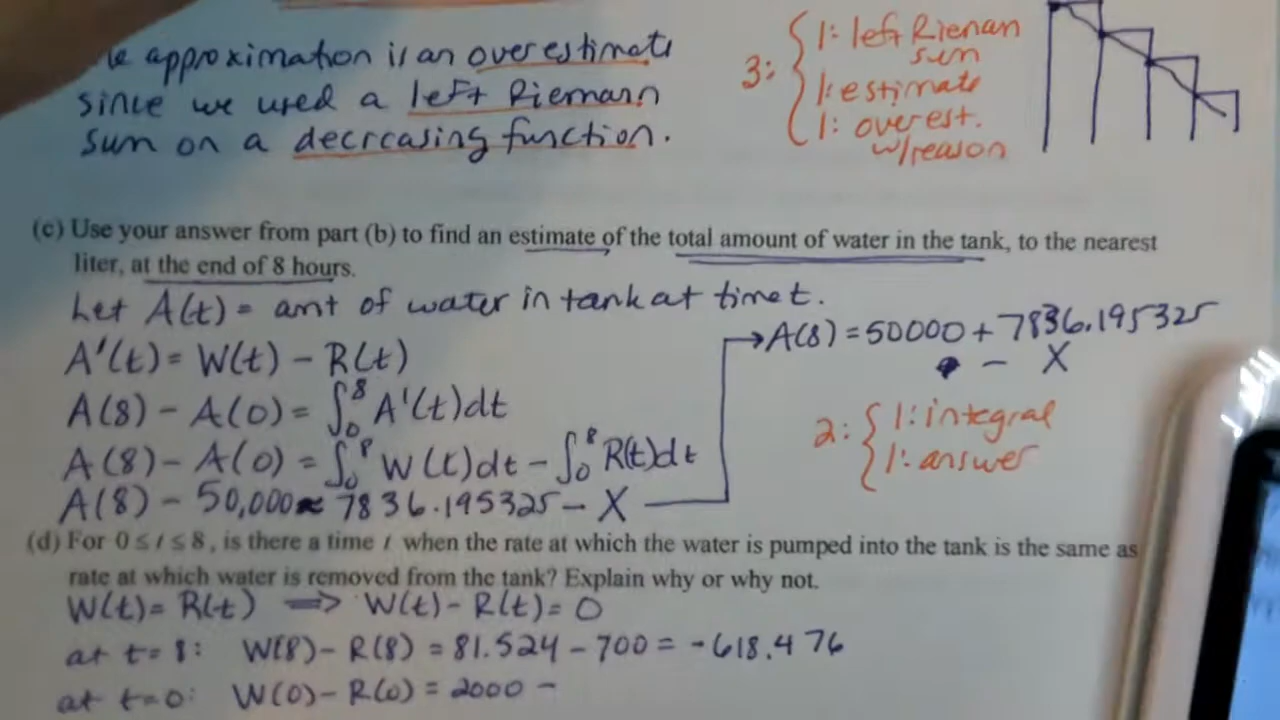 approximation is an overestimate
since we used a left Riemann
sum on a decreasing function.
3: { 1: left Rieman
sum
1: estimate
1: overest.
w/reason
(c) Use your answer from part (b) to find an estimate of the total amount of water in the tank, to the nearest
liter, at the end of 8 hours.
Let A(t) = amt of water in tank at time t.
A'(t) = W(t) - R(t)
A(8) - A(0) = ∫₀⁸ A'(t)dt
A(8) - A(0) = ∫₀⁸ W(t)dt - ∫₀⁸ R(t)dt
A(8) - 50,000 ≈ 7836.195325 - X
→ A(8) = 50000 + 7836.195325
- X
2: { 1: integral
1: answer
(d) For 0 ≤ t ≤ 8, is there a time t when the rate at which the water is pumped into the tank is the same as
rate at which water is removed from the tank? Explain why or why not.
W(t) = R(t) ⟹ W(t) - R(t) = 0
at t = 8: W(8) - R(8) = 81.524 - 700 = -618.476
at t = 0: W(0) - R(0) = 2000 -